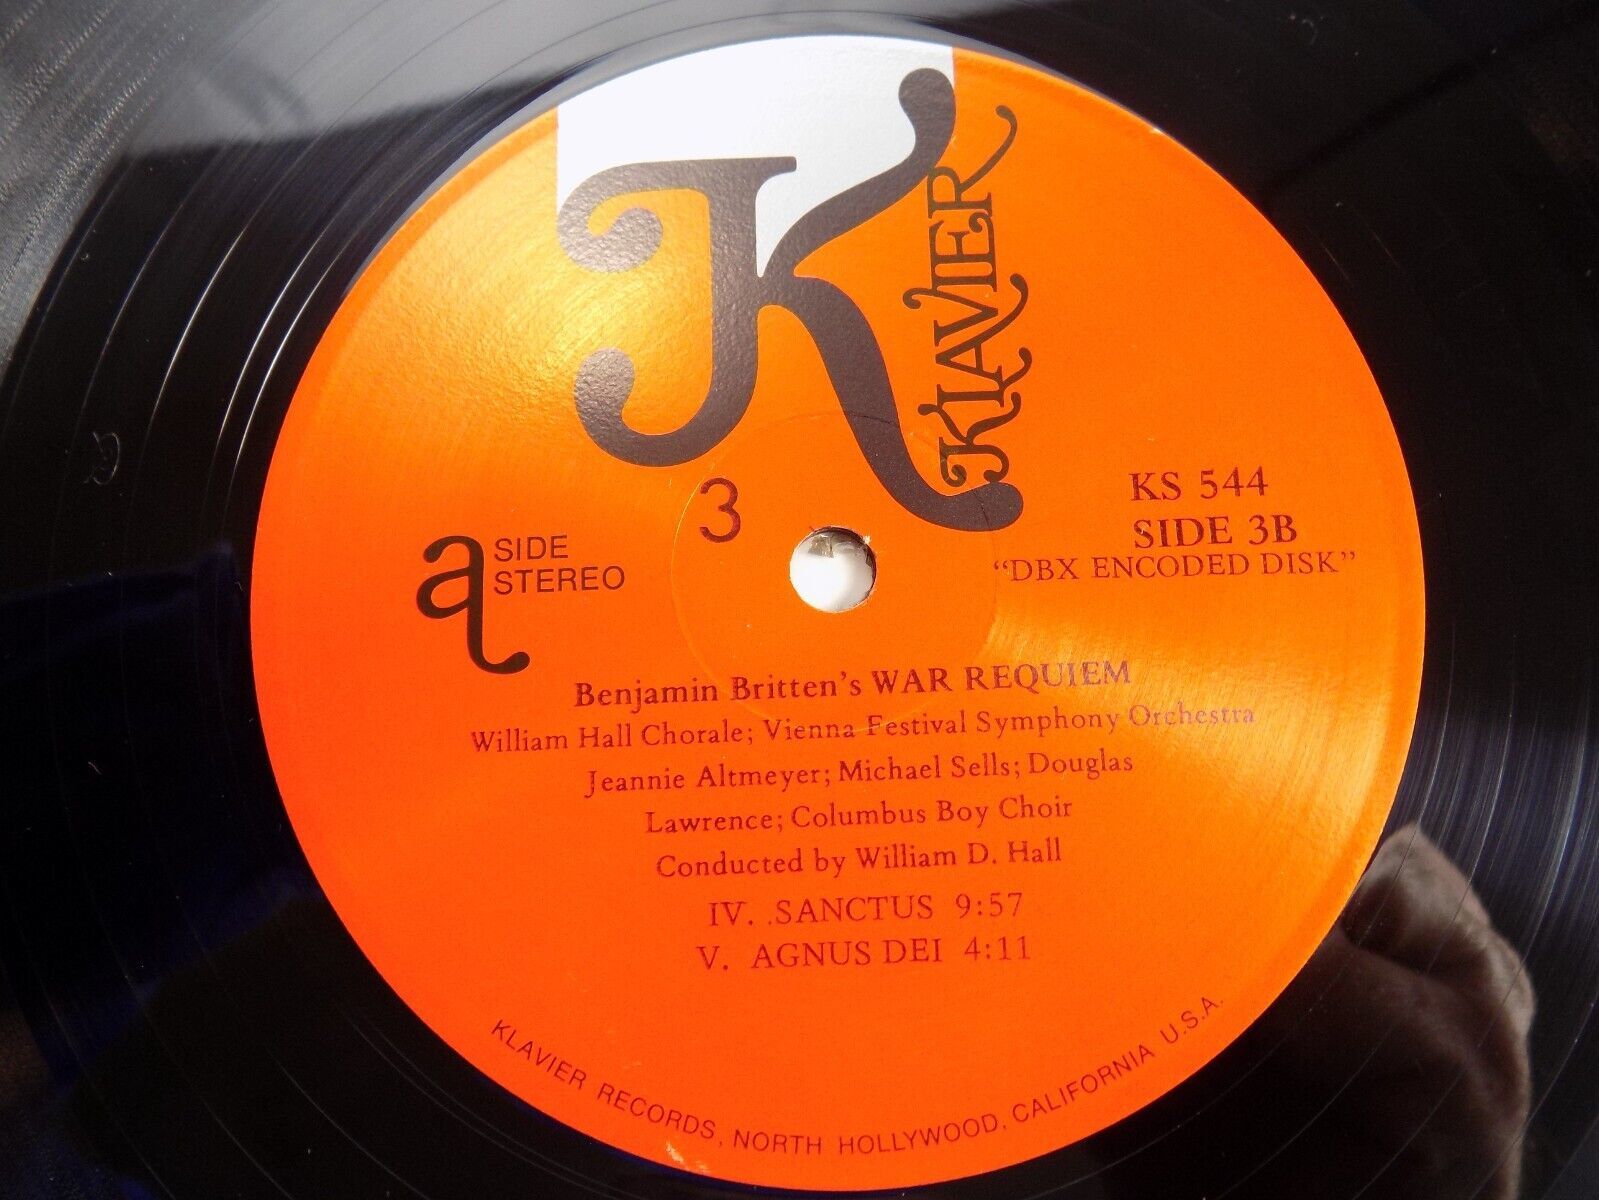 K
KLAVIER
3
KS 544
SIDE 3B
"DBX ENCODED DISK"
a SIDE
STEREO
Benjamin Britten's WAR REQUIEM
William Hall Chorale; Vienna Festival Symphony Orchestra
Jeannie Altmeyer; Michael Sells; Douglas
Lawrence; Columbus Boy Choir
Conducted by William D. Hall
IV. .SANCTUS 9:57
V. AGNUS DEI 4:11
KLAVIER RECORDS, NORTH HOLLYWOOD, CALIFORNIA U.S.A.